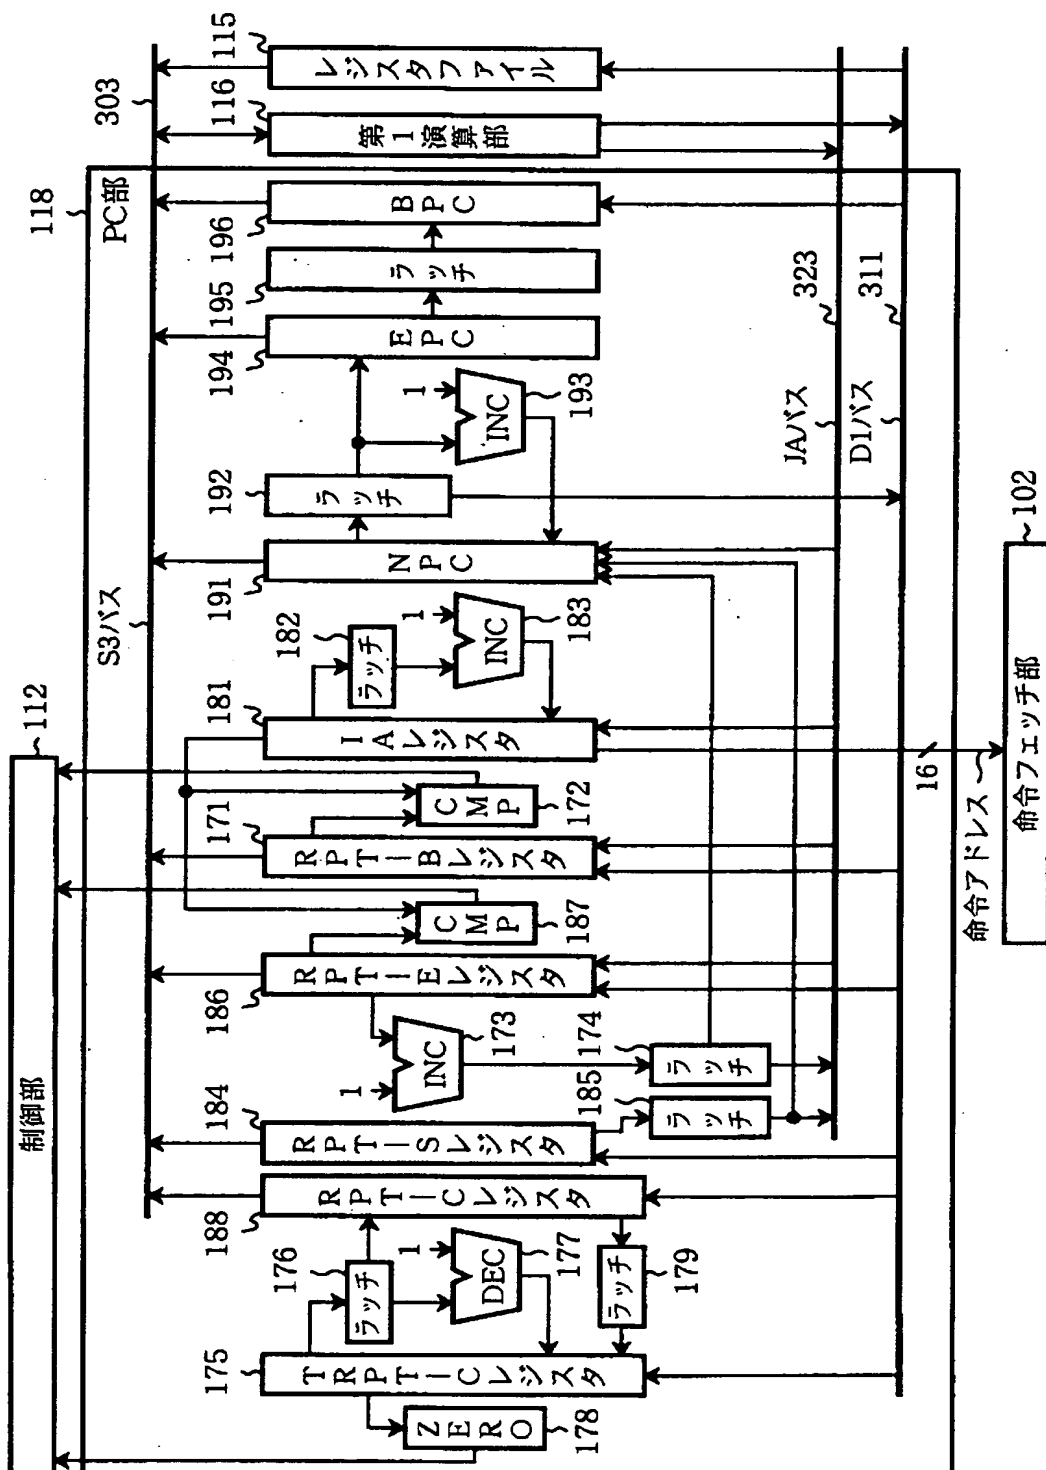 制御部
112
118
PC部
S3バス
303
TRPT−Cレジスタ
175
ZERO
178
ラッチ
176
1
DEC
177
ラッチ
179
RPT−Cレジスタ
188
RPT−Sレジスタ
184
ラッチ
185
1
INC
173
ラッチ
174
RPT−Eレジスタ
186
CMP
187
RPT−Bレジスタ
171
CMP
172
IAレジスタ
181
ラッチ
182
1
INC
183
NPC
191
ラッチ
192
1
INC
193
EPC
194
ラッチ
195
BPC
196
第1演算部
116
レジスタファイル
115
JAバス
323
D1バス
311
16
命令アドレス
命令フェッチ部
102